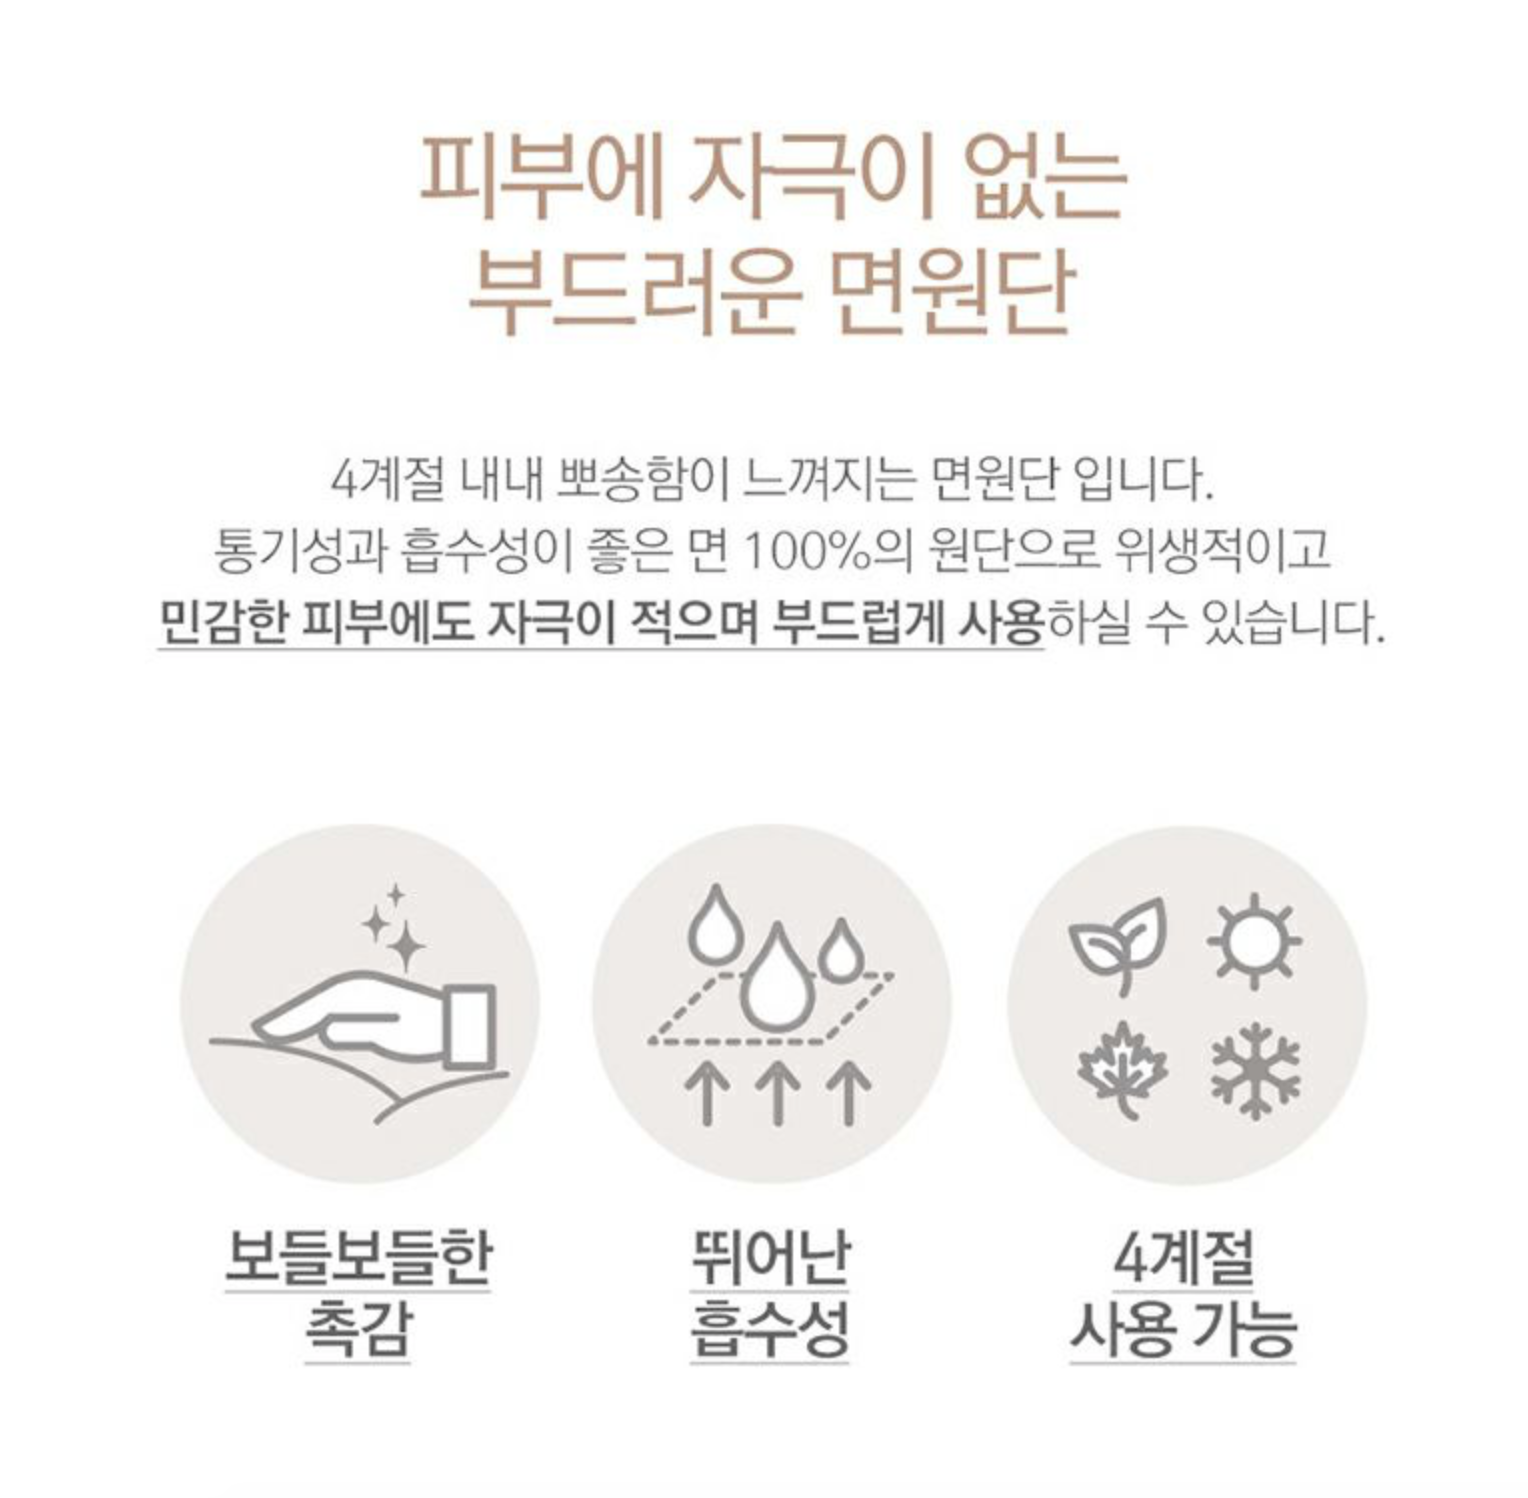 피부에 자극이 없는
부드러운 면원단
4계절 내내 뽀송함이 느껴지는 면원단 입니다.
통기성과 흡수성이 좋은 면 100%의 원단으로 위생적이고
민감한 피부에도 자극이 적으며 부드럽게 사용하실 수 있습니다.
보들보들한
촉감
뛰어난
흡수성
4계절
사용 가능